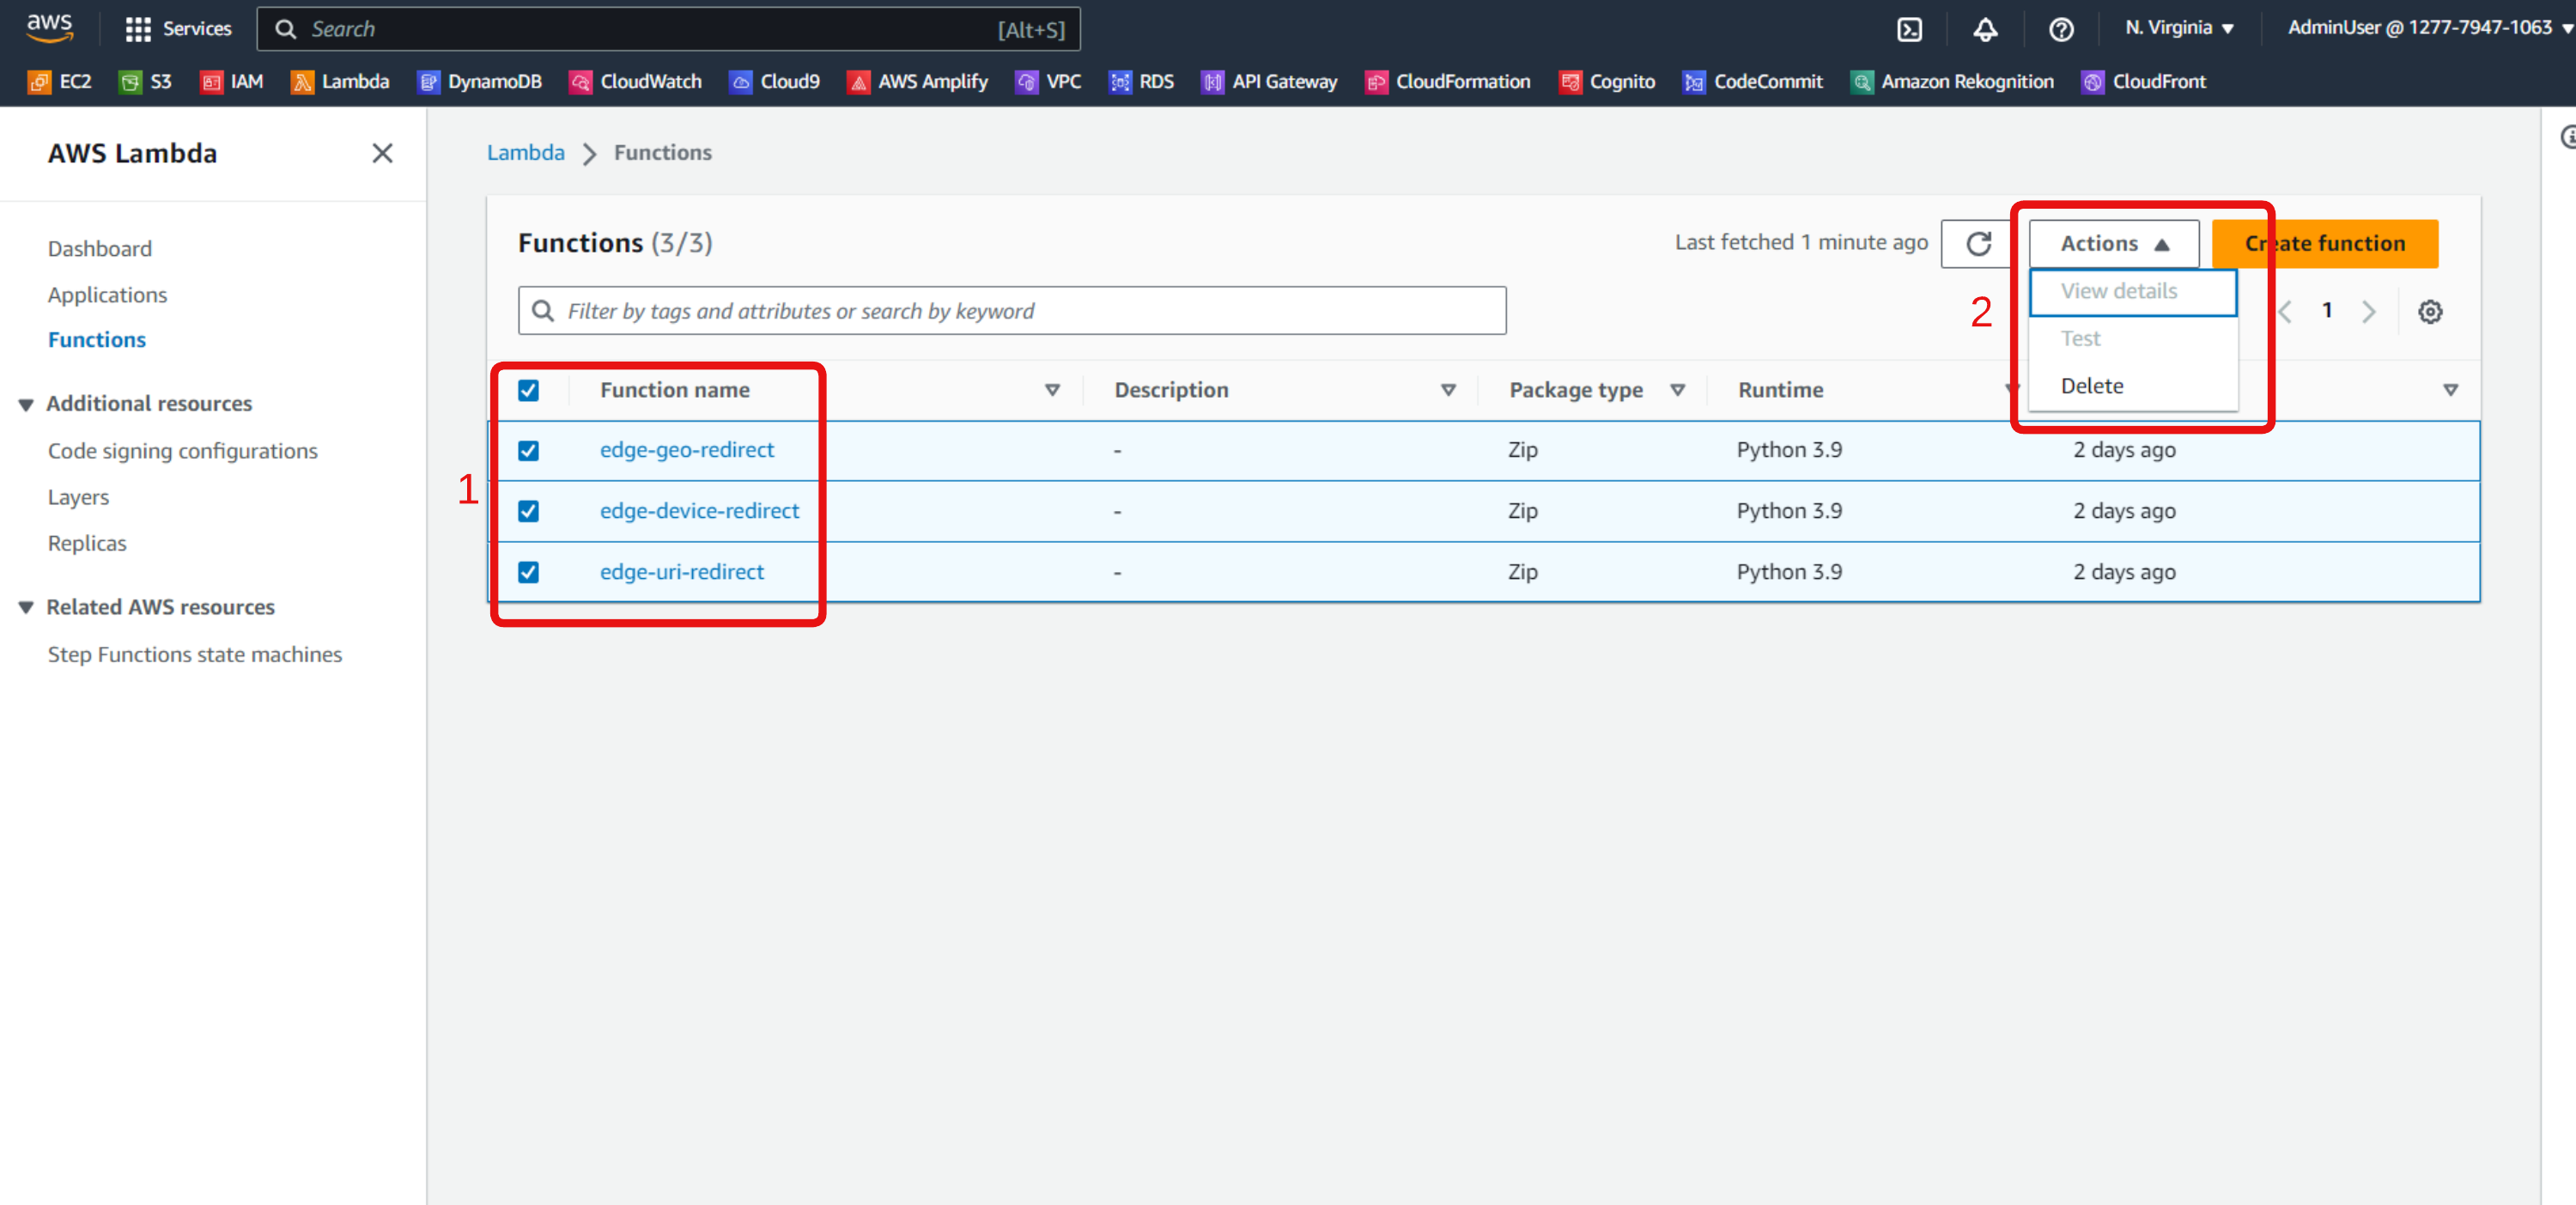 aws Services Search [Alt+S] N. Virginia AdminUser @ 1277-7947-1063
EC2 S3 IAM Lambda DynamoDB CloudWatch Cloud9 AWS Amplify VPC RDS API Gateway CloudFormation Cognito CodeCommit Amazon Rekognition CloudFront
AWS Lambda
Dashboard
Applications
Functions
Additional resources
Code signing configurations
Layers
Replicas
Related AWS resources
Step Functions state machines
Lambda Functions
Functions (3/3) Last fetched 1 minute ago Actions Create function
Filter by tags and attributes or search by keyword 1
2
View details
Test
Delete
Function name Description Package type Runtime
1
edge-geo-redirect - Zip Python 3.9 2 days ago
edge-device-redirect - Zip Python 3.9 2 days ago
edge-uri-redirect - Zip Python 3.9 2 days ago